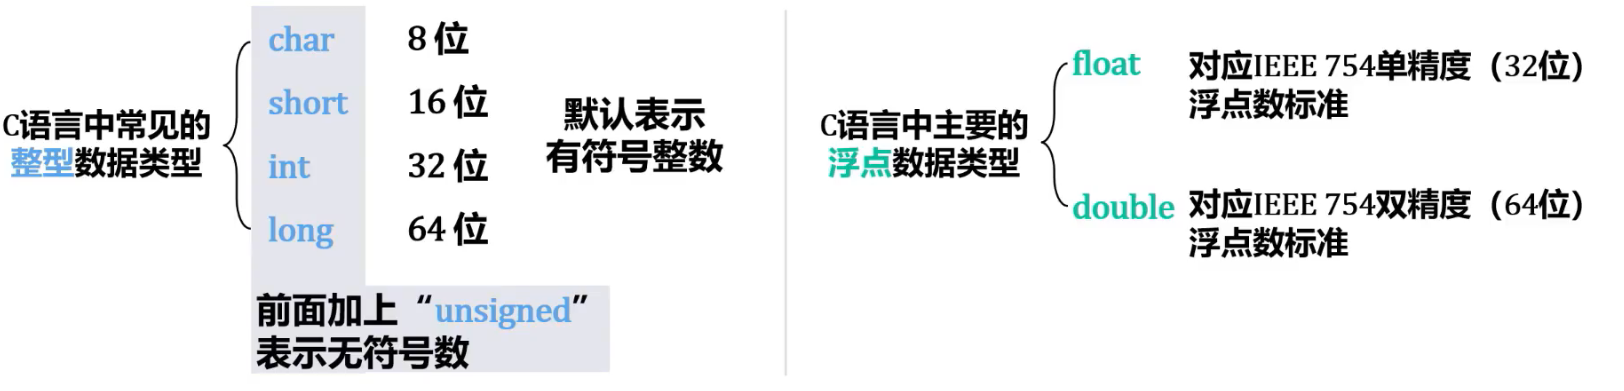 C语言中常见的
整型数据类型
char 8 位
short 16 位
int 32 位
long 64 位
默认表示
有符号整数
前面加上“unsigned”
表示无符号数
C语言中主要的
浮点数据类型
float 对应IEEE 754单精度（32位）
浮点数标准
double 对应IEEE 754双精度（64位）
浮点数标准